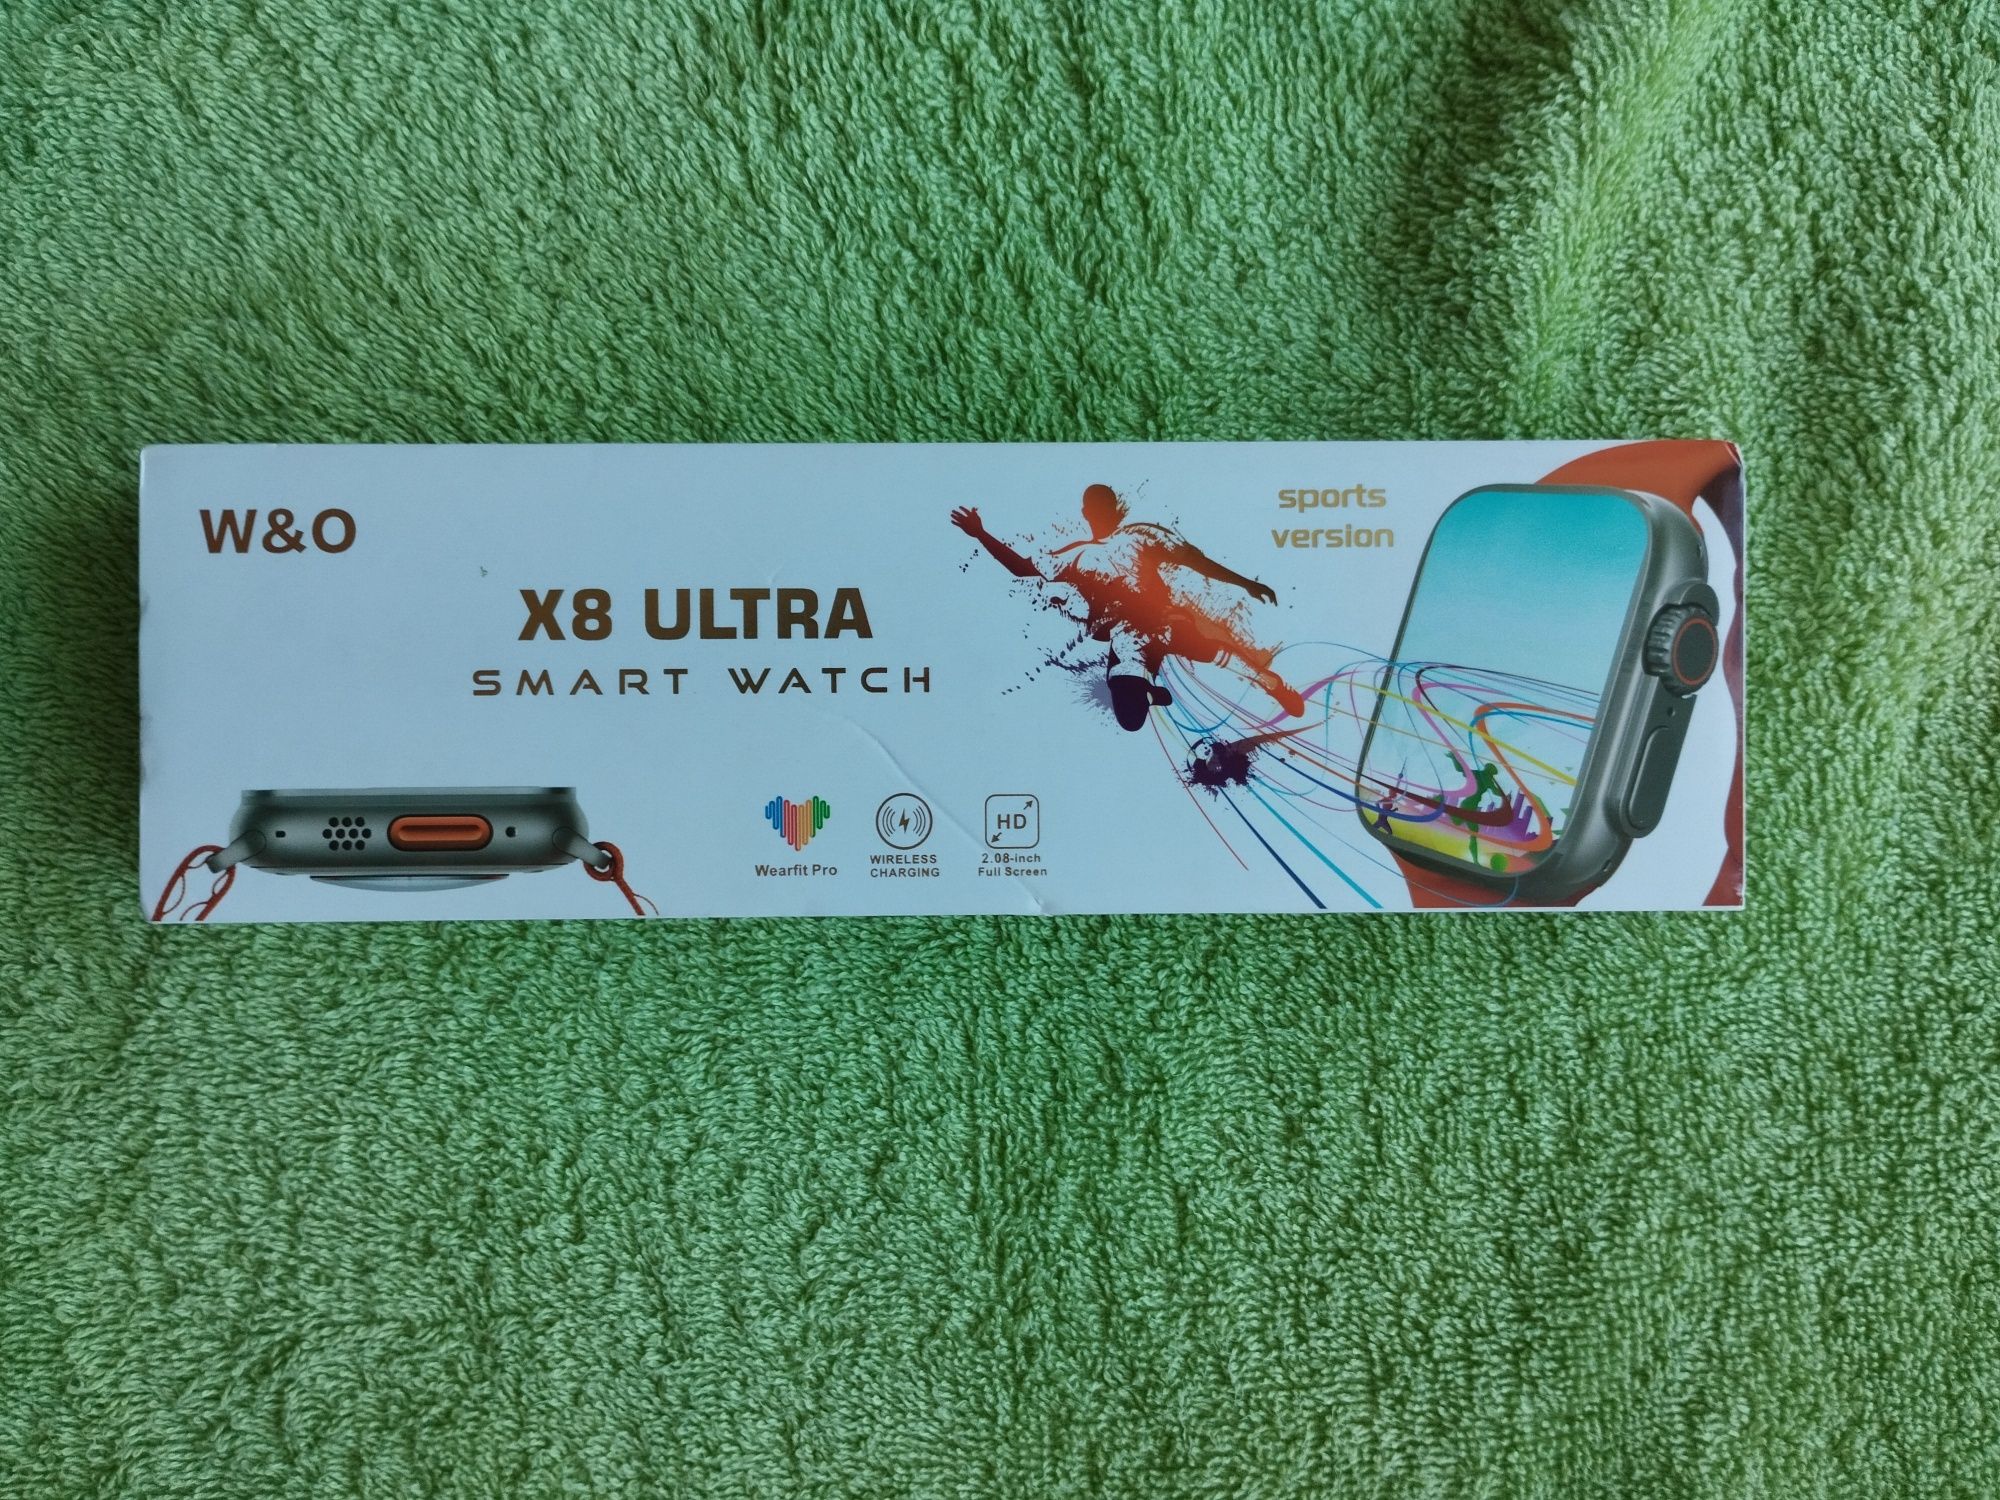 W&O
X8 ULTRA
SMART WATCH
sports
version
Wearfit Pro
WIRELESS
CHARGING
HD
2.08-inch
Full Screen